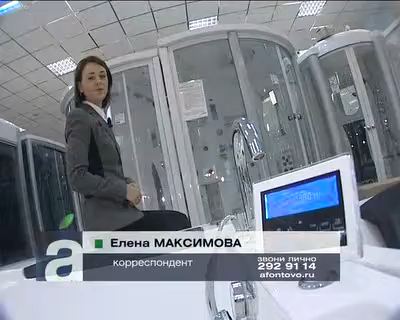 a
Елена МАКСИМОВА
корреспондент
ЗВОНИ ЛИЧНО
292 91 14
afontovo.ru